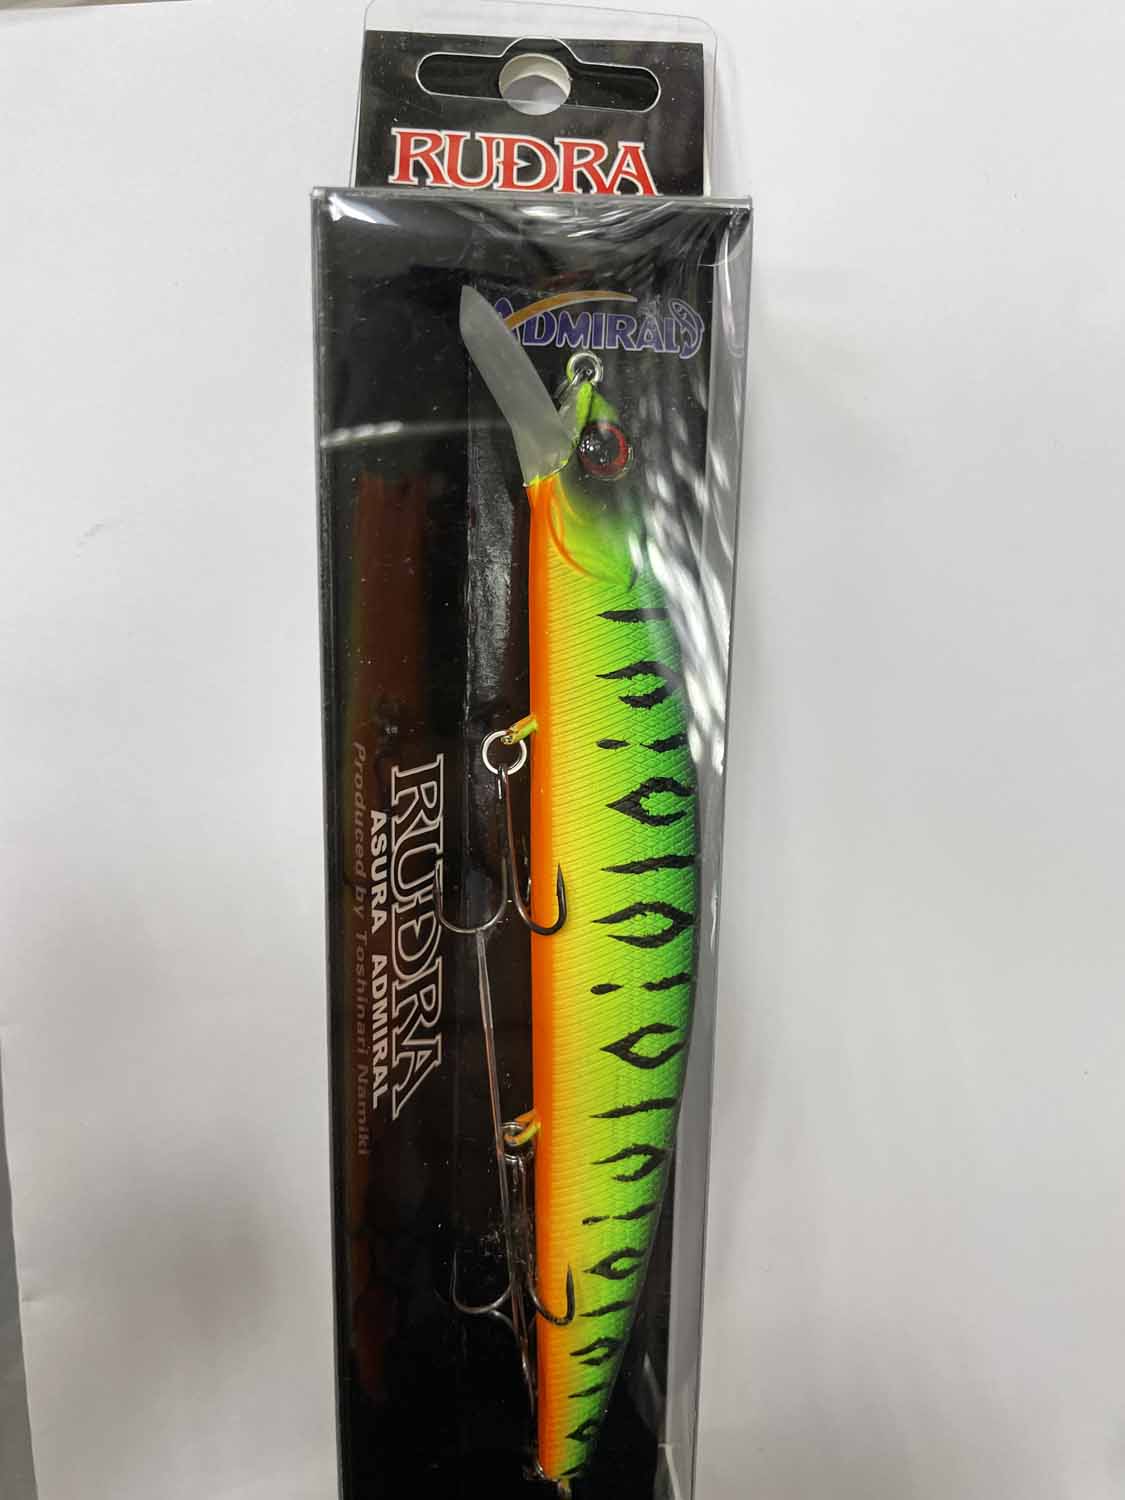 RUDRA
ADMIRAL
RUDRA
ASURA ADMIRAL
Produced by Toshinari Namiki